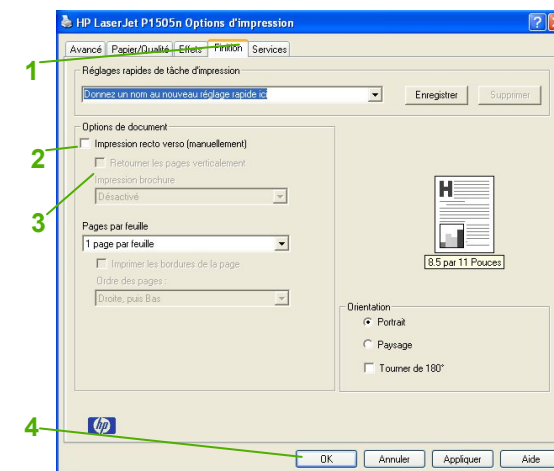 HP LaserJet P1505n Options d'impression
Avancé Papier/Qualité Effets Finition Services
1
Réglages rapides de tâche d'impression
Donnez un nom au nouveau réglage rapide ici
Enregistrer Supprimer
Options de document
2
Impression recto verso (manuellement)
Retourner les pages verticalement
3
Impression brochure
Désactivé
H
Pages par feuille
1 page par feuille
8.5 par 11 Pouces
Imprimer les bordures de la page
Ordre des pages :
Droite, puis Bas
Orientation
Portrait
Paysage
Tourner de 180°
hp
4
OK Annuler Appliquer Aide